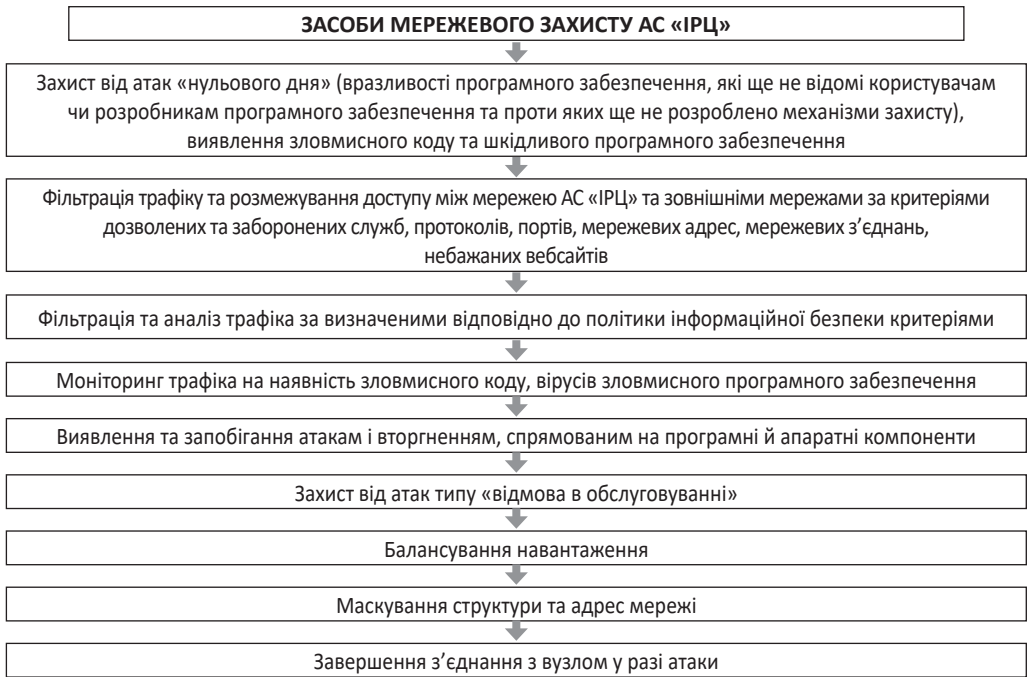 ЗАСОБИ МЕРЕЖЕВОГО ЗАХИСТУ АС «ІРЦ»
Захист від атак «нульового дня» (вразливості програмного забезпечення, які ще не відомі користувачам
чи розробникам програмного забезпечення та проти яких ще не розроблено механізми захисту),
виявлення зловмисного коду та шкідливого програмного забезпечення
Фільтрація трафіку та розмежування доступу між мережею АС «ІРЦ» та зовнішніми мережами за критеріями
дозволених та заборонених служб, протоколів, портів, мережевих адрес, мережевих з’єднань,
небажаних вебсайтів
Фільтрація та аналіз трафіка за визначеними відповідно до політики інформаційної безпеки критеріями
Моніторинг трафіка на наявність зловмисного коду, вірусів зловмисного програмного забезпечення
Виявлення та запобігання атакам і вторгненням, спрямованим на програмні й апаратні компоненти
Захист від атак типу «відмова в обслуговуванні»
Балансування навантаження
Маскування структури та адрес мережі
Завершення з’єднання з вузлом у разі атаки